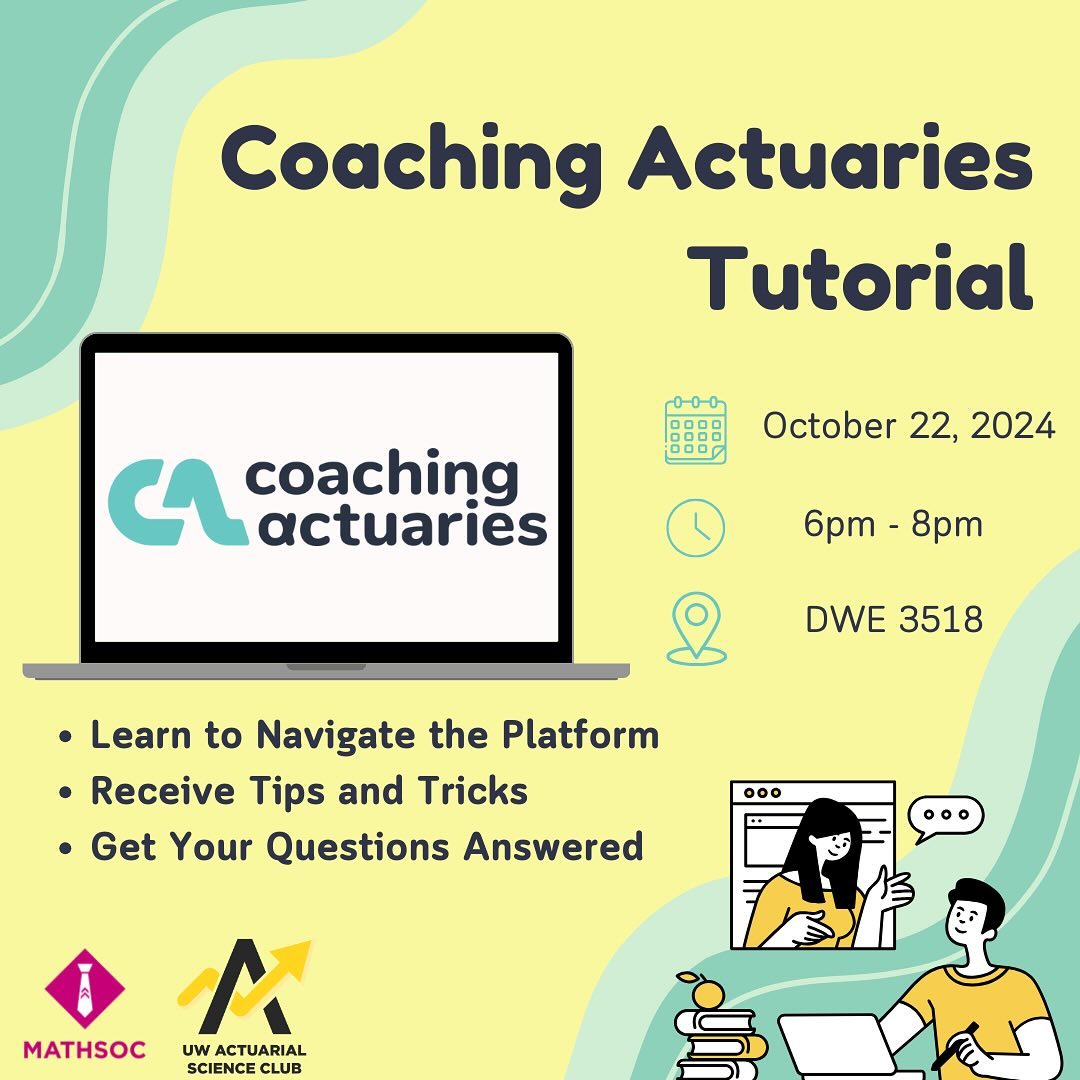 Coaching Actuaries
Tutorial
coaching
actuaries
October 22, 2024
6pm - 8pm
DWE 3518
• Learn to Navigate the Platform
• Receive Tips and Tricks
• Get Your Questions Answered
MATHSOC
UW ACTUARIAL
SCIENCE CLUB